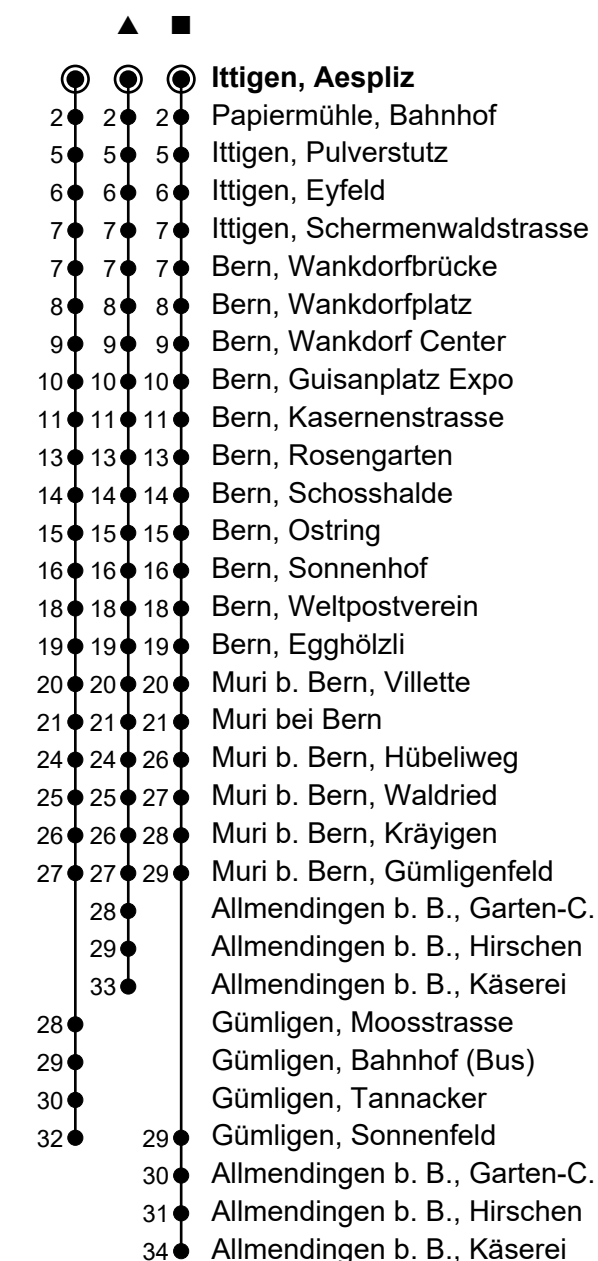 ▲ ■
Ittigen, Aespliz
2 2 2 Papiermühle, Bahnhof
5 5 5 Ittigen, Pulverstutz
6 6 6 Ittigen, Eyfeld
7 7 7 Ittigen, Schermenwaldstrasse
7 7 7 Bern, Wankdorfbrücke
8 8 8 Bern, Wankdorfplatz
9 9 9 Bern, Wankdorf Center
10 10 10 Bern, Guisanplatz Expo
11 11 11 Bern, Kasernenstrasse
13 13 13 Bern, Rosengarten
14 14 14 Bern, Schosshalde
15 15 15 Bern, Ostring
16 16 16 Bern, Sonnenhof
18 18 18 Bern, Weltpostverein
19 19 19 Bern, Egghölzli
20 20 20 Muri b. Bern, Villette
21 21 21 Muri bei Bern
24 24 26 Muri b. Bern, Hübeliweg
25 25 27 Muri b. Bern, Waldried
26 26 28 Muri b. Bern, Kräyigen
27 27 29 Muri b. Bern, Gümligenfeld
28 Allmendingen b. B., Garten-C.
29 Allmendingen b. B., Hirschen
33 Allmendingen b. B., Käserei
28 Gümligen, Moosstrasse
29 Gümligen, Bahnhof (Bus)
30 Gümligen, Tannacker
32 29 Gümligen, Sonnenfeld
30 Allmendingen b. B., Garten-C.
31 Allmendingen b. B., Hirschen
34 Allmendingen b. B., Käserei